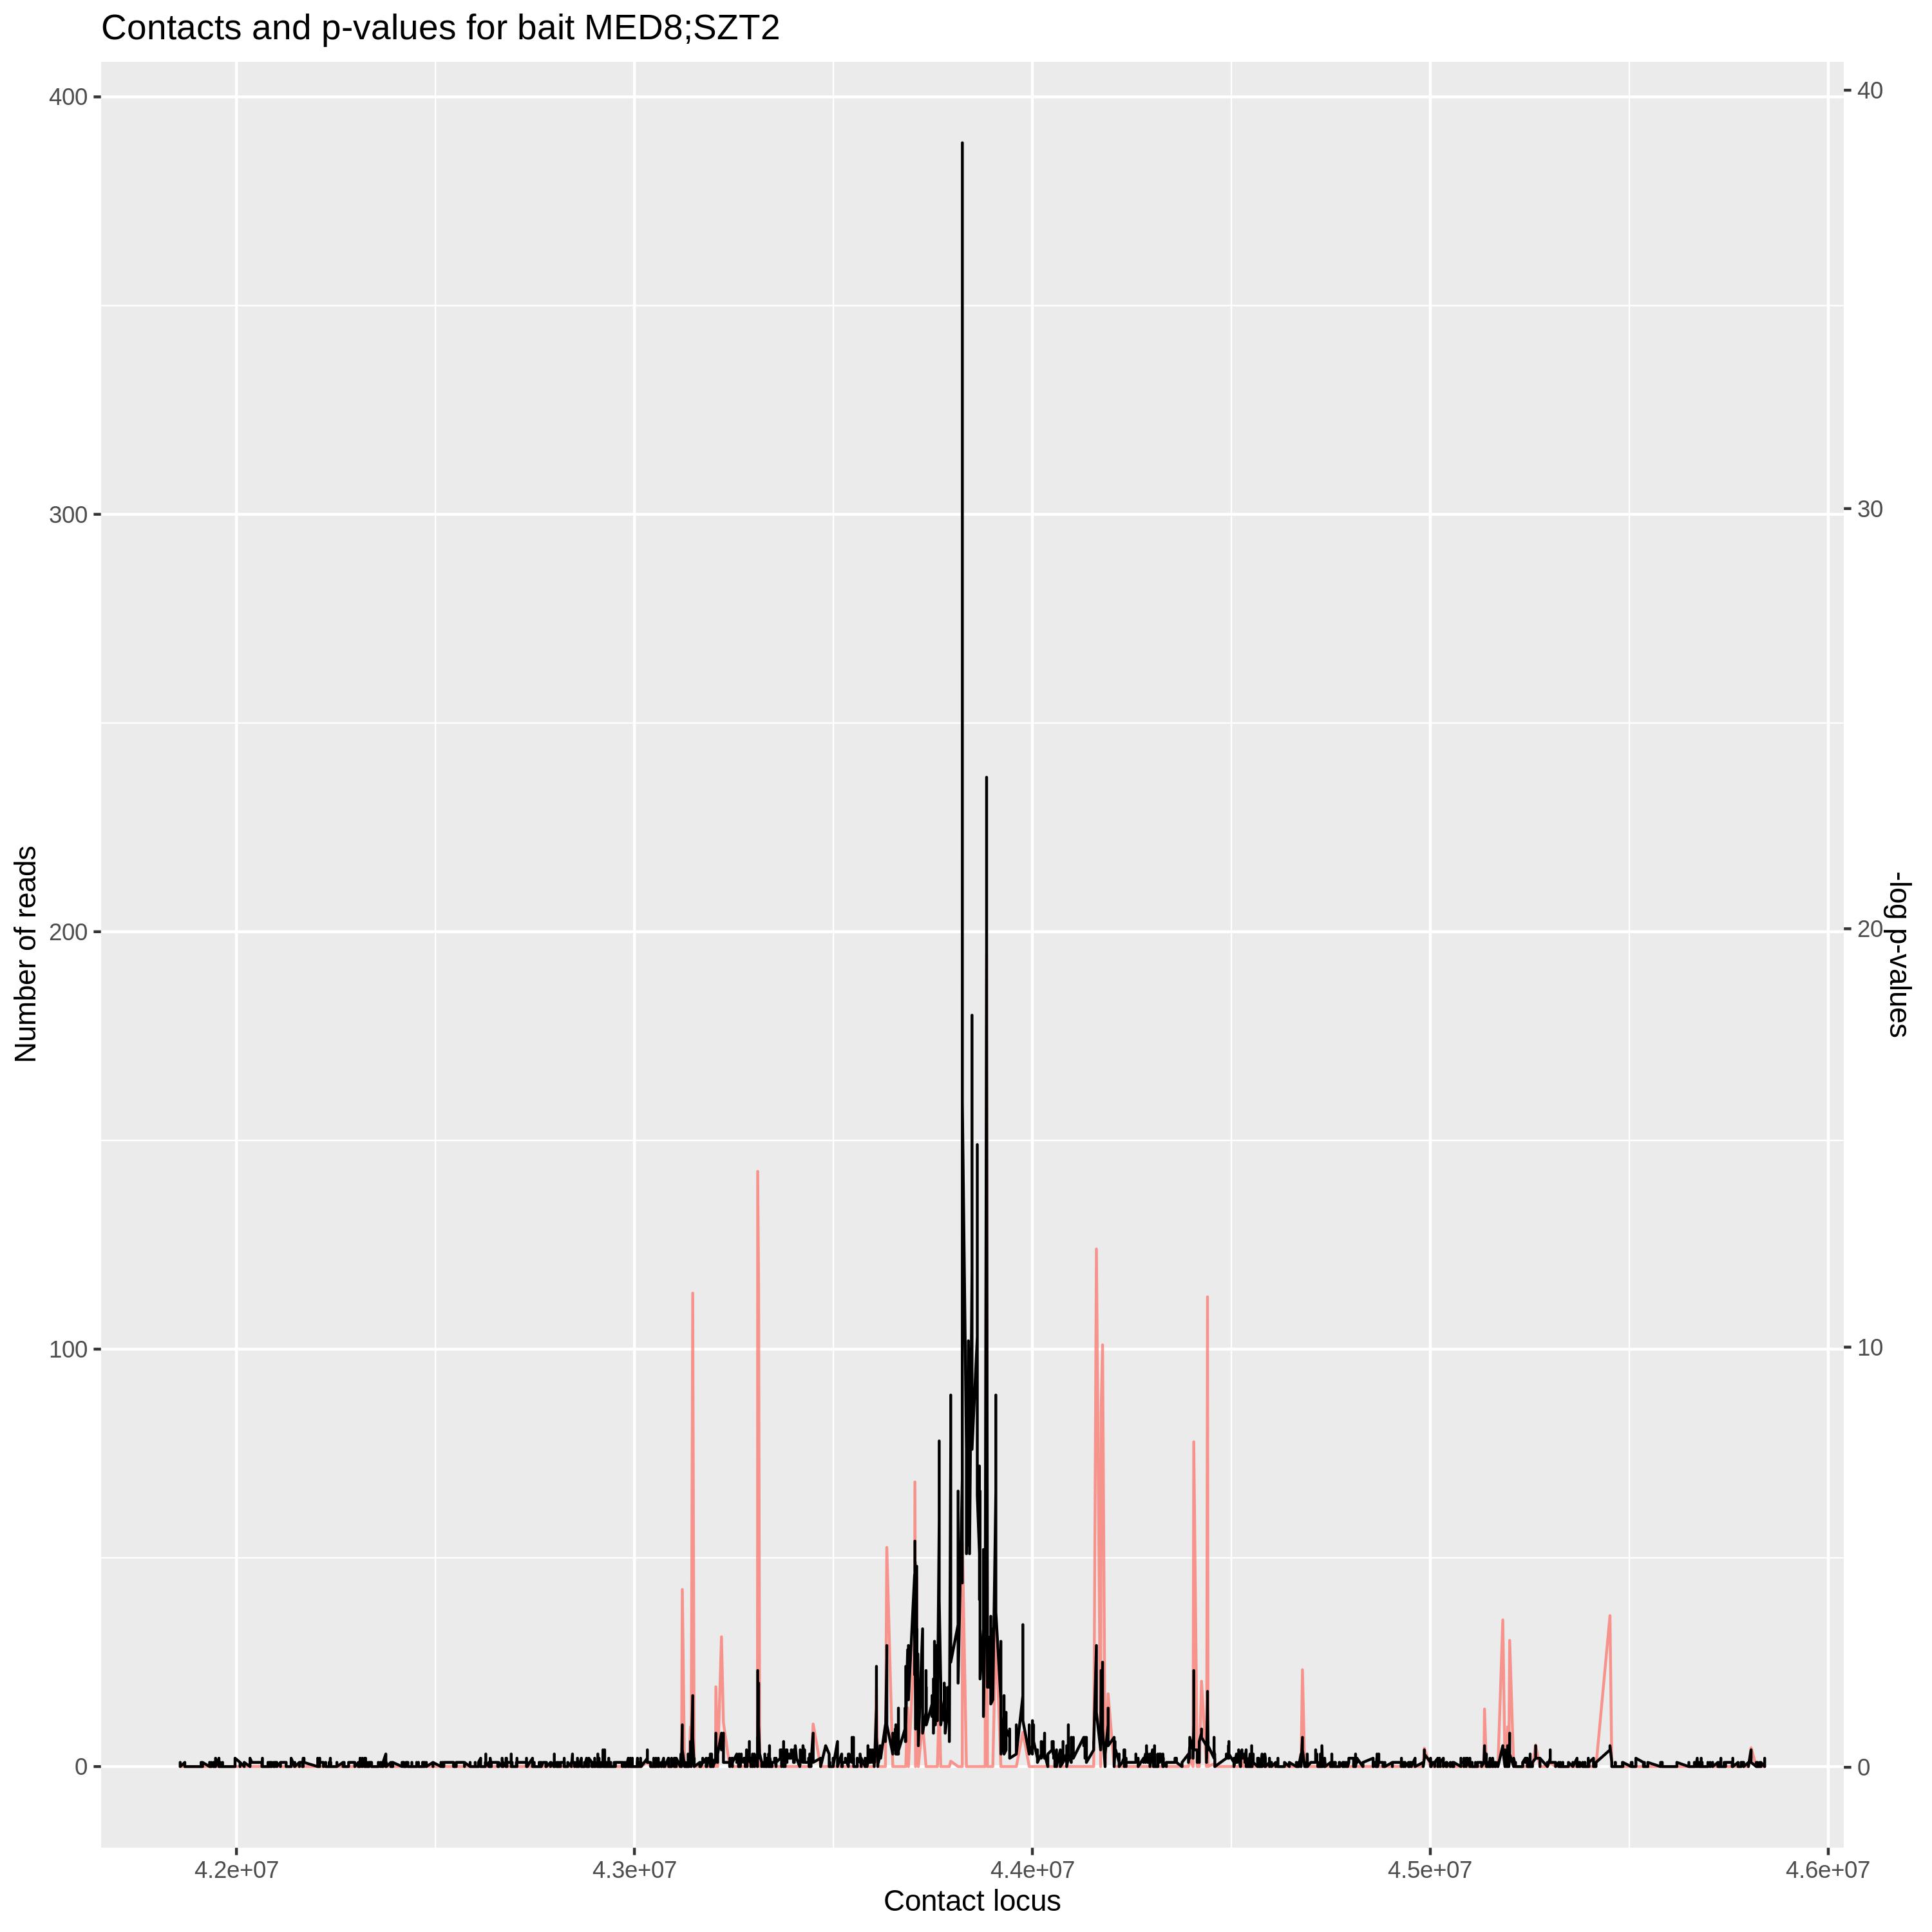 Contacts and p-values for bait MED8;SZT2
400
300
200
100
0
Number of reads
40
30
20
10
0
-log p-values
4.2e+07
4.3e+07
4.4e+07
4.5e+07
4.6e+07
Contact locus